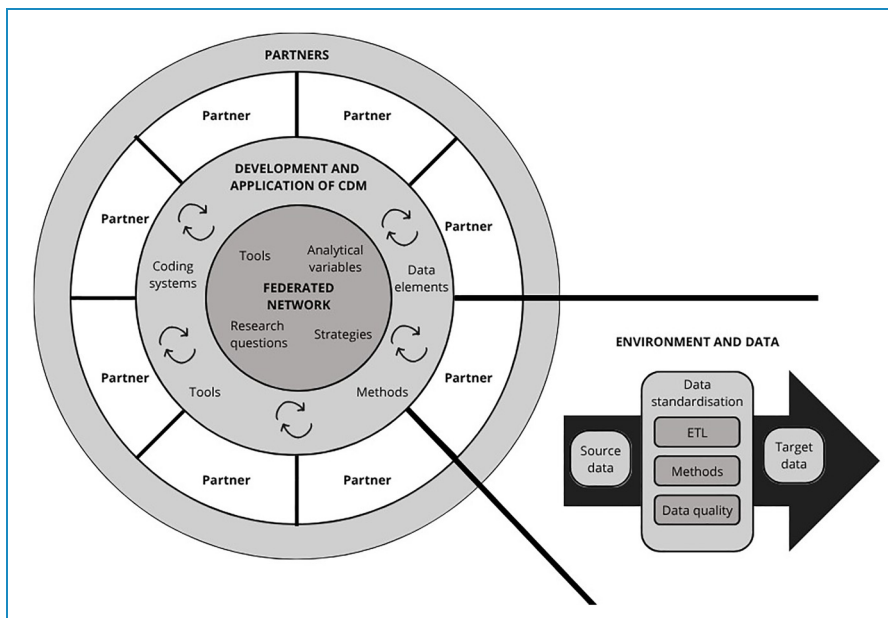 PARTNERS
Partner
Partner
DEVELOPMENT AND
APPLICATION OF CDM
Partner
Partner
Tools
Analytical
variables
Coding
systems
Data
elements
FEDERATED
NETWORK
Research
questions
Strategies
Partner
Tools
Methods
Partner
Partner
Partner
ENVIRONMENT AND DATA
Data
standardisation
ETL
Source
data
Methods
Target
data
Data quality